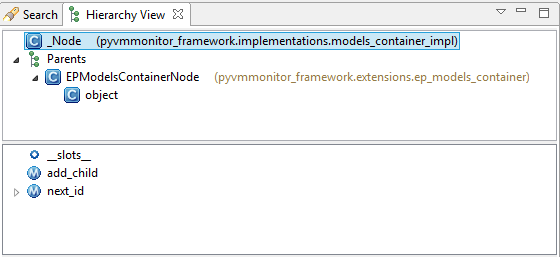 Search Hierarchy View
_Node (pyvmmonitor_framework.implementations.models_container_impl)
Parents
EPModelsContainerNode (pyvmmonitor_framework.extensions.ep_models_container)
object
__slots__
add_child
next_id